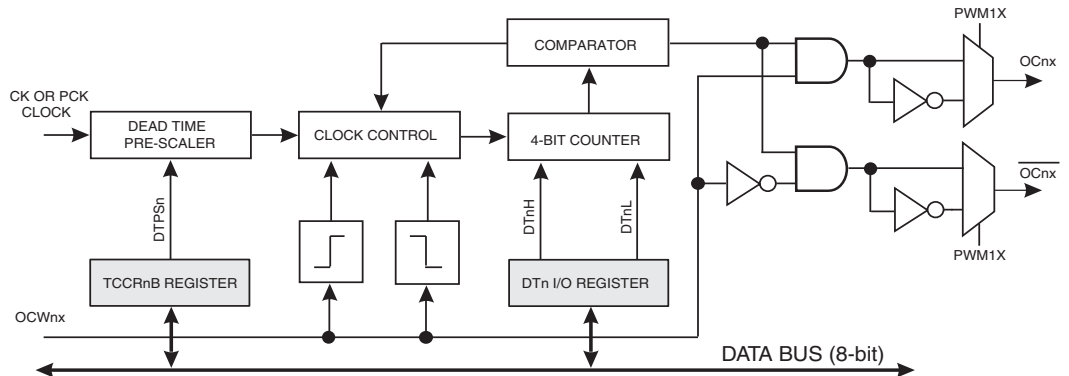 PWM1X
COMPARATOR
OCnx
CK OR PCK
CLOCK
DEAD TIME
PRE-SCALER
CLOCK CONTROL
4-BIT COUNTER
OCnx
DTPSn
DTnH
DTnL
PWM1X
TCCRnB REGISTER
DTn I/O REGISTER
OCWnx
DATA BUS (8-bit)